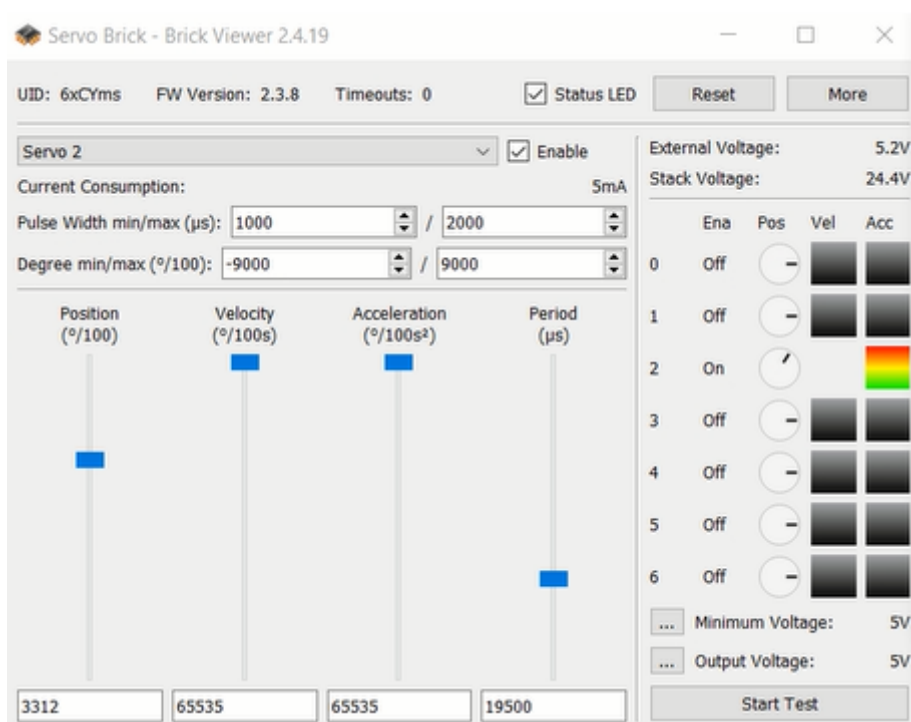 Servo Brick - Brick Viewer 2.4.19
UID: 6xCYms FW Version: 2.3.8 Timeouts: 0 Status LED Reset More
Servo 2 Enable
Current Consumption: 5mA
Pulse Width min/max (µs): 1000 / 2000
Degree min/max (°/100): -9000 / 9000
Position Velocity Acceleration Period
(°/100) (°/100s) (°/100s²) (µs)
3312 65535 65535 19500
External Voltage: 5.2V
Stack Voltage: 24.4V
Ena Pos Vel Acc
0 Off
1 Off
2 On
3 Off
4 Off
5 Off
6 Off
... Minimum Voltage: 5V
... Output Voltage: 5V
Start Test